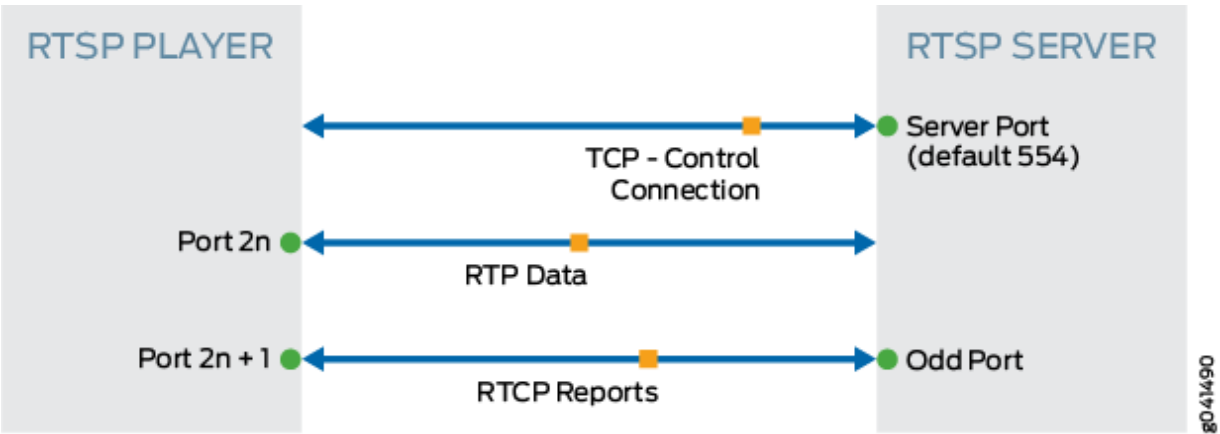 RTSP PLAYER
RTSP SERVER
Server Port
(default 554)
TCP - Control
Connection
Port 2n
RTP Data
Port 2n + 1
Odd Port
RTCP Reports
g041490